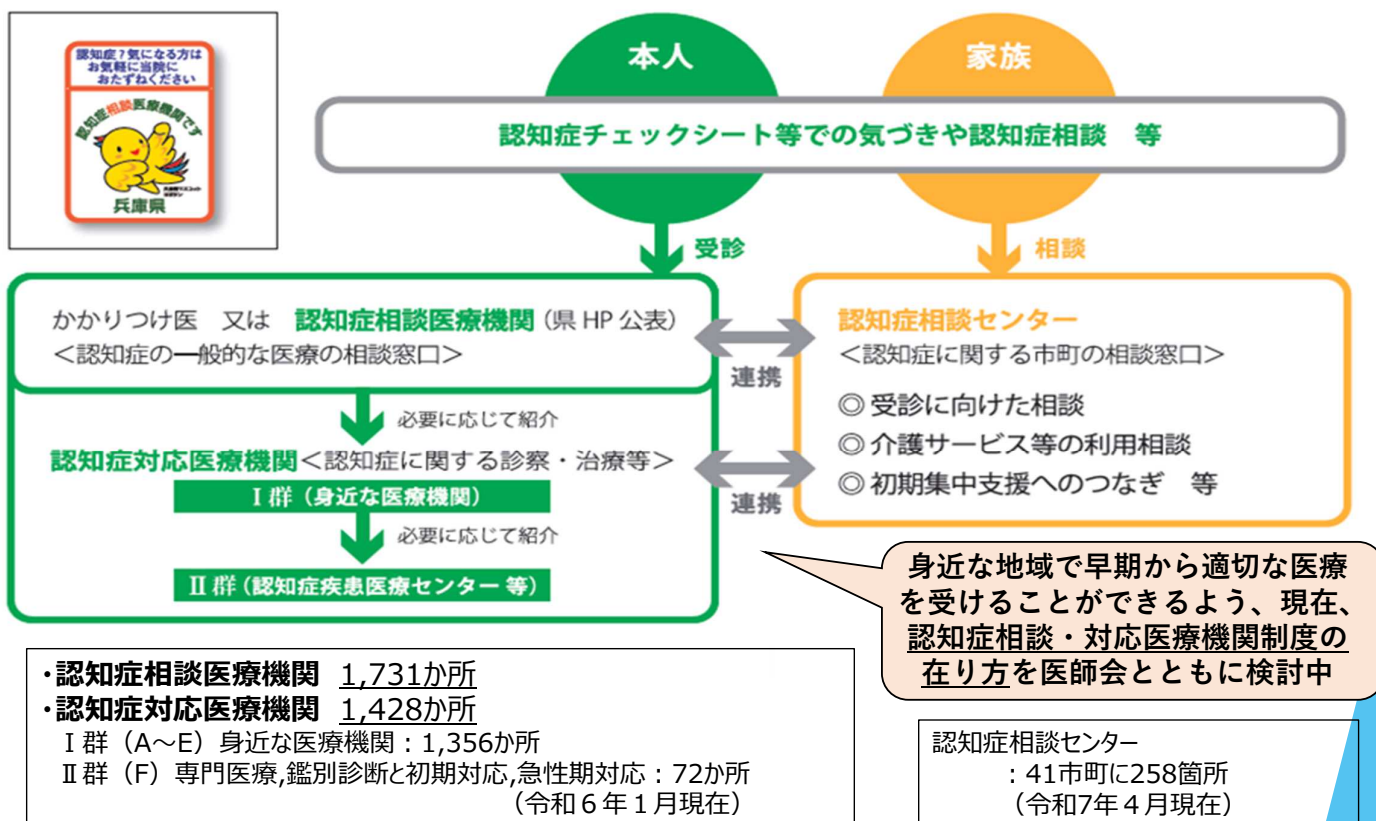 認知症?気になる方は
お気軽に当院に
おたずねください
認知症相談医療機関です
兵庫県
本人
家族
認知症チェックシート等での気づきや認知症相談 等
受診
相談
かかりつけ医 又は 認知症相談医療機関(県 HP 公表)
<認知症の一般的な医療の相談窓口>
連携
必要に応じて紹介
認知症対応医療機関<認知症に関する診察・治療等>
Ⅰ群(身近な医療機関)
連携
必要に応じて紹介
Ⅱ群(認知症疾患医療センター 等)
認知症相談センター
<認知症に関する市町の相談窓口>
◎ 受診に向けた相談
◎ 介護サービス等の利用相談
◎ 初期集中支援へのつなぎ 等
身近な地域で早期から適切な医療
を受けることができるよう、現在、
認知症相談・対応医療機関制度の
在り方を医師会とともに検討中
・認知症相談医療機関 1,731か所
・認知症対応医療機関 1,428か所
Ⅰ群(A~E)身近な医療機関:1,356か所
Ⅱ群(F)専門医療,鑑別診断と初期対応,急性期対応:72か所
(令和6年1月現在)
認知症相談センター
:41市町に258箇所
(令和7年4月現在)